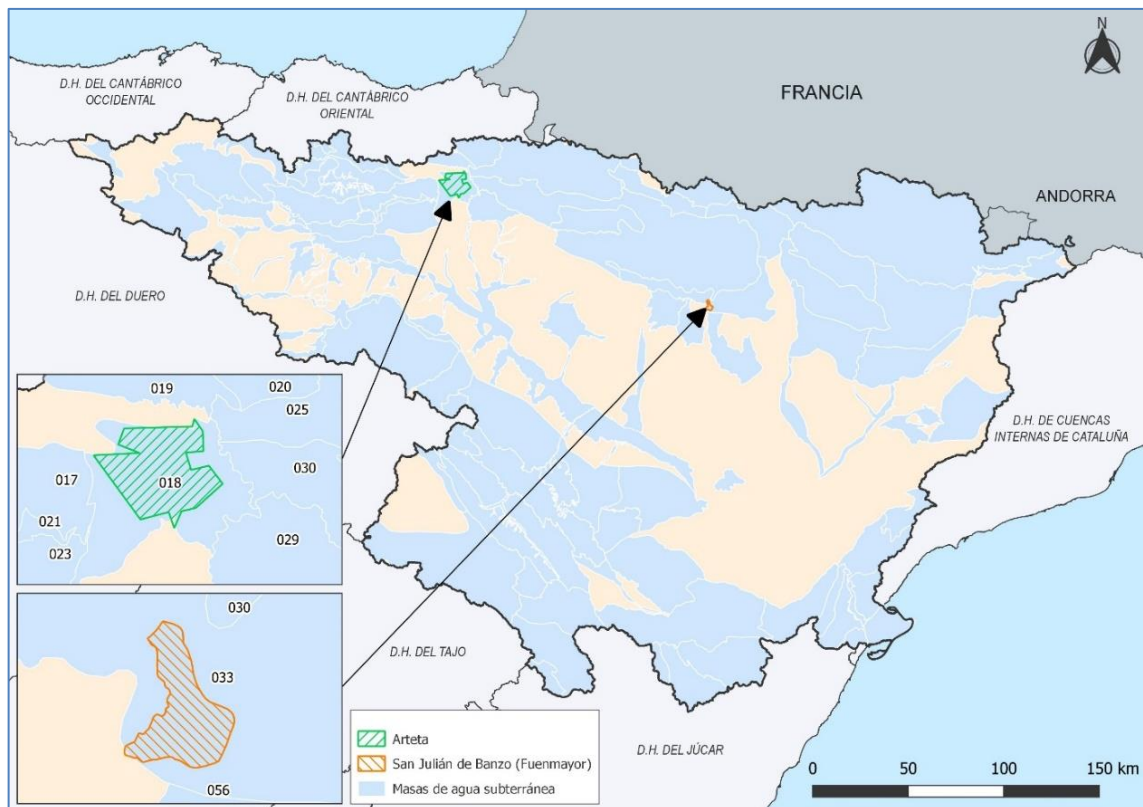 N
D.H. DEL CANTÁBRICO
OCCIDENTAL
D.H. DEL CANTÁBRICO
ORIENTAL
FRANCIA
ANDORRA
D.H. DEL DUERO
D.H. DE CUENCAS
INTERNAS DE CATALUÑA
019
020
025
017
018
030
021
023
029
030
033
056
D.H. DEL TAJO
D.H. DEL JÚCAR
Arteta
San Julián de Banzo (Fuenmayor)
Masas de agua subterránea
0 50 100 150 km